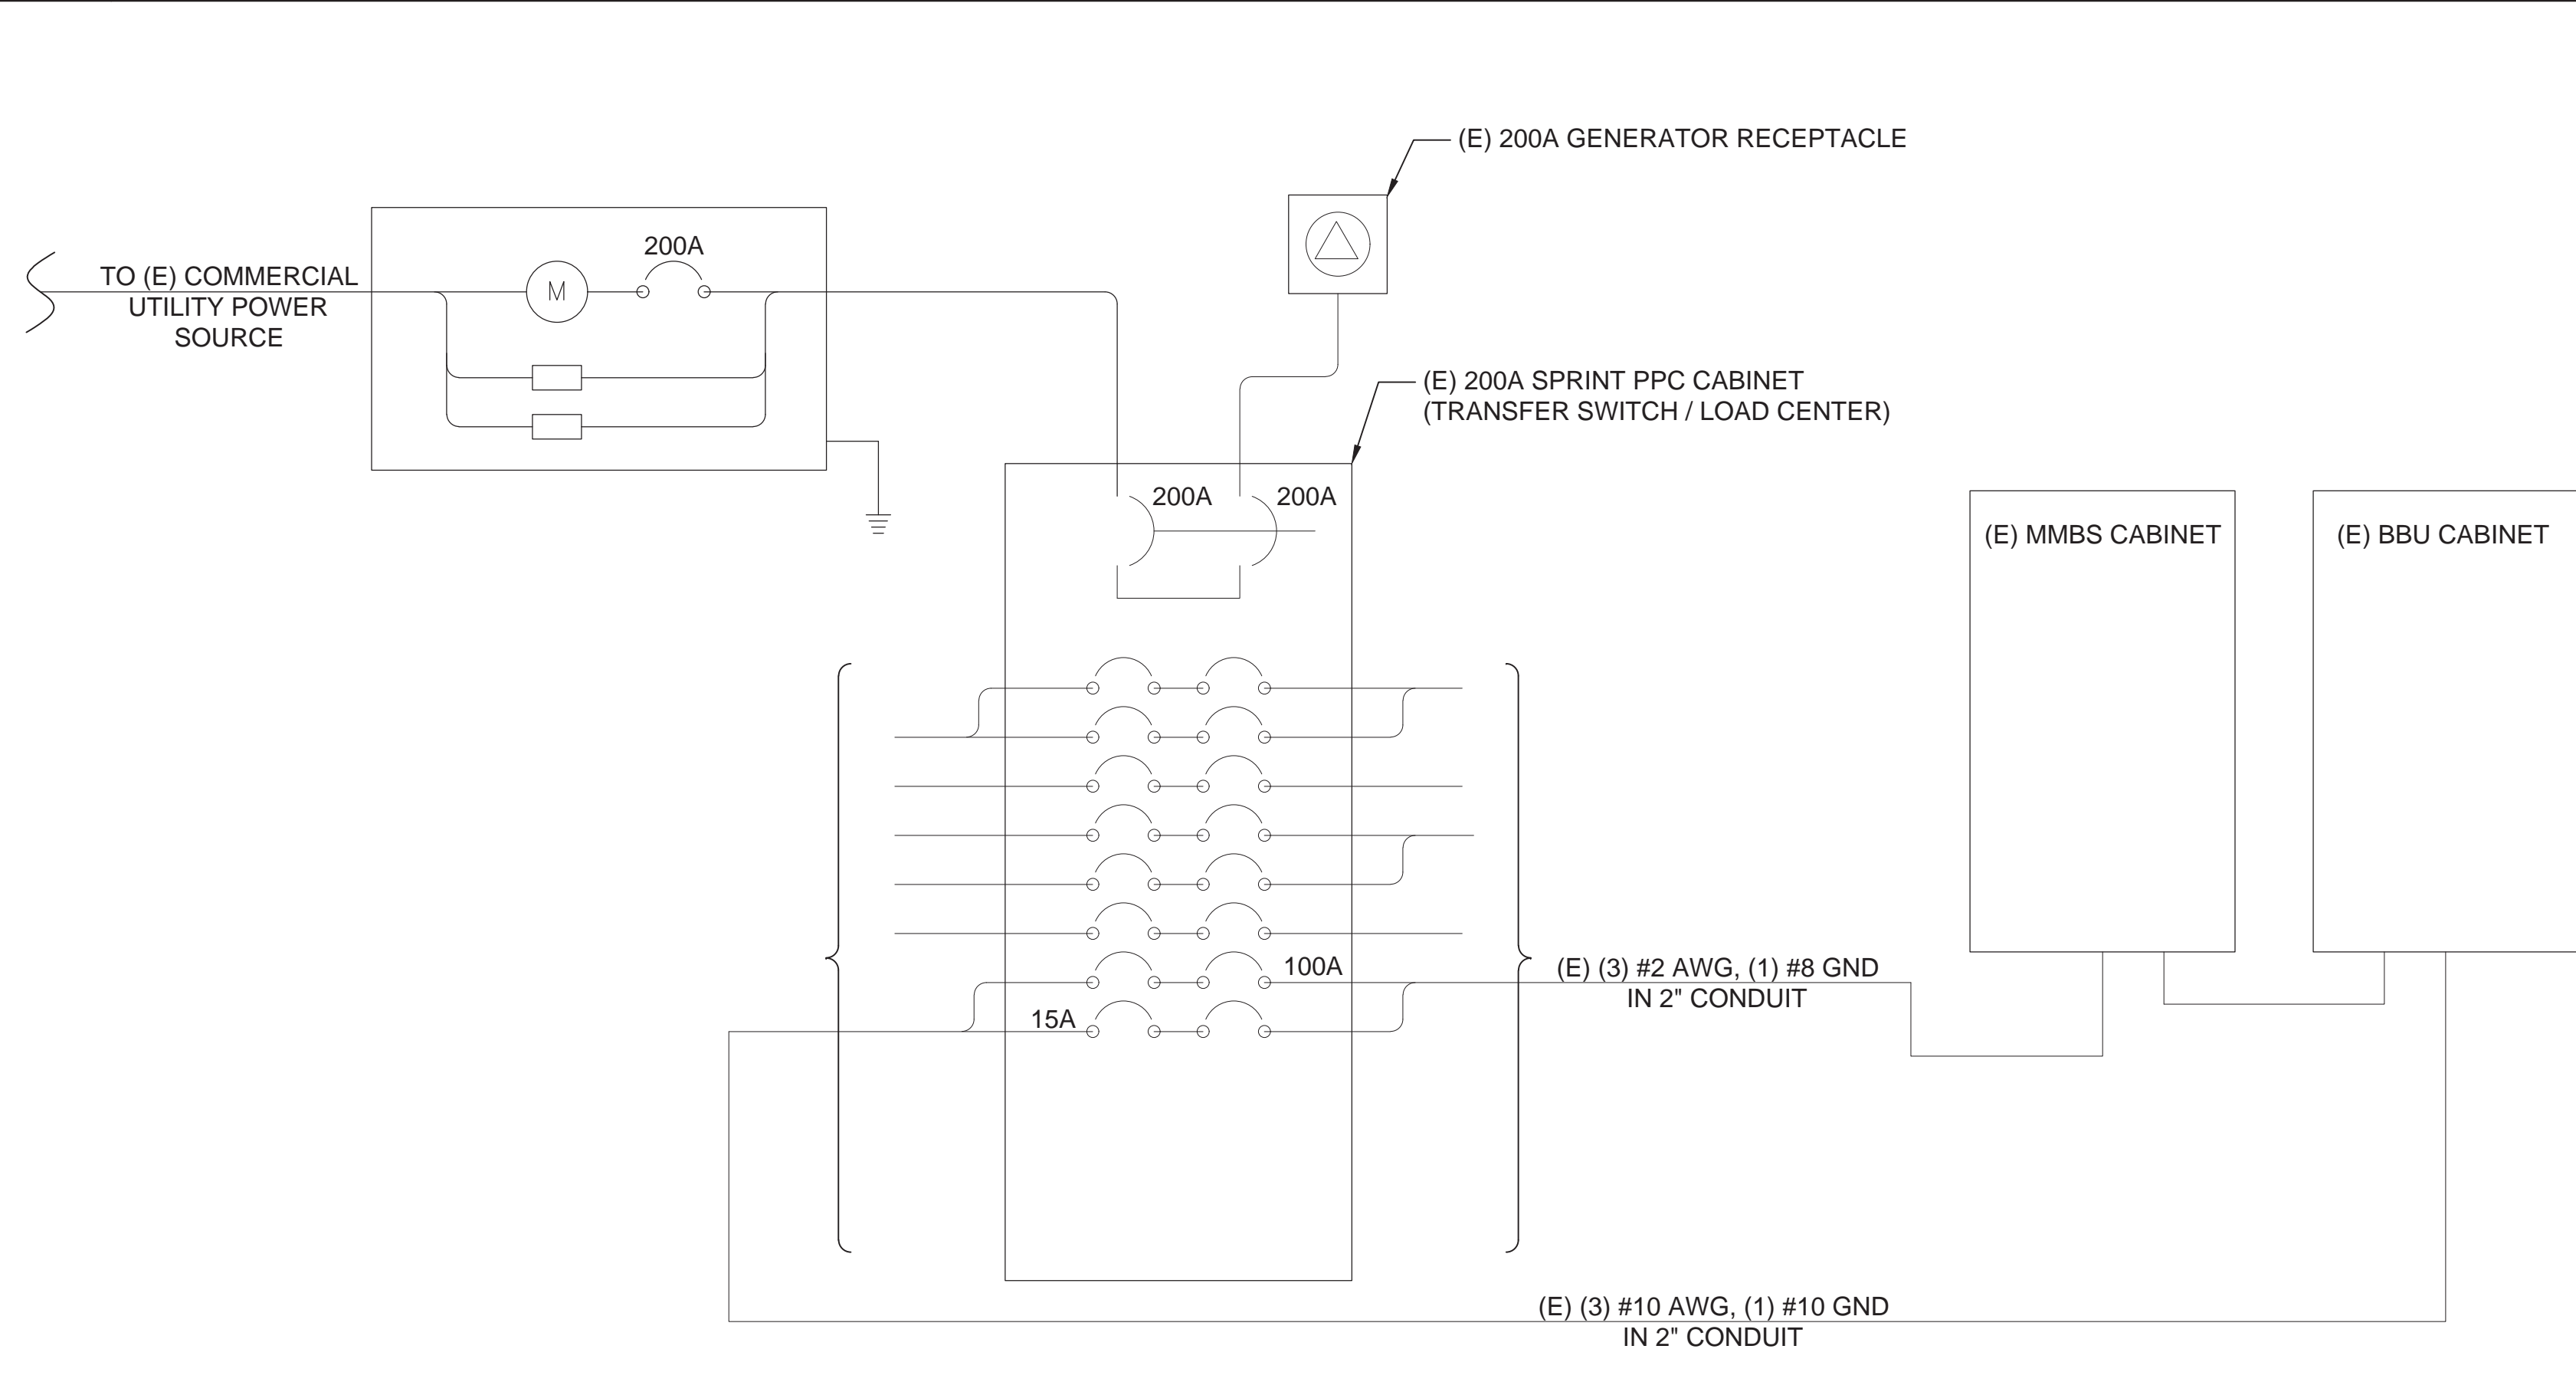 (E) 200A GENERATOR RECEPTACLE
200A
TO (E) COMMERCIAL
UTILITY POWER
SOURCE
M
(E) 200A SPRINT PPC CABINET
(TRANSFER SWITCH / LOAD CENTER)
200A
200A
(E) MMBS CABINET
(E) BBU CABINET
100A
(E) (3) #2 AWG, (1) #8 GND
IN 2" CONDUIT
15A
(E) (3) #10 AWG, (1) #10 GND
IN 2" CONDUIT